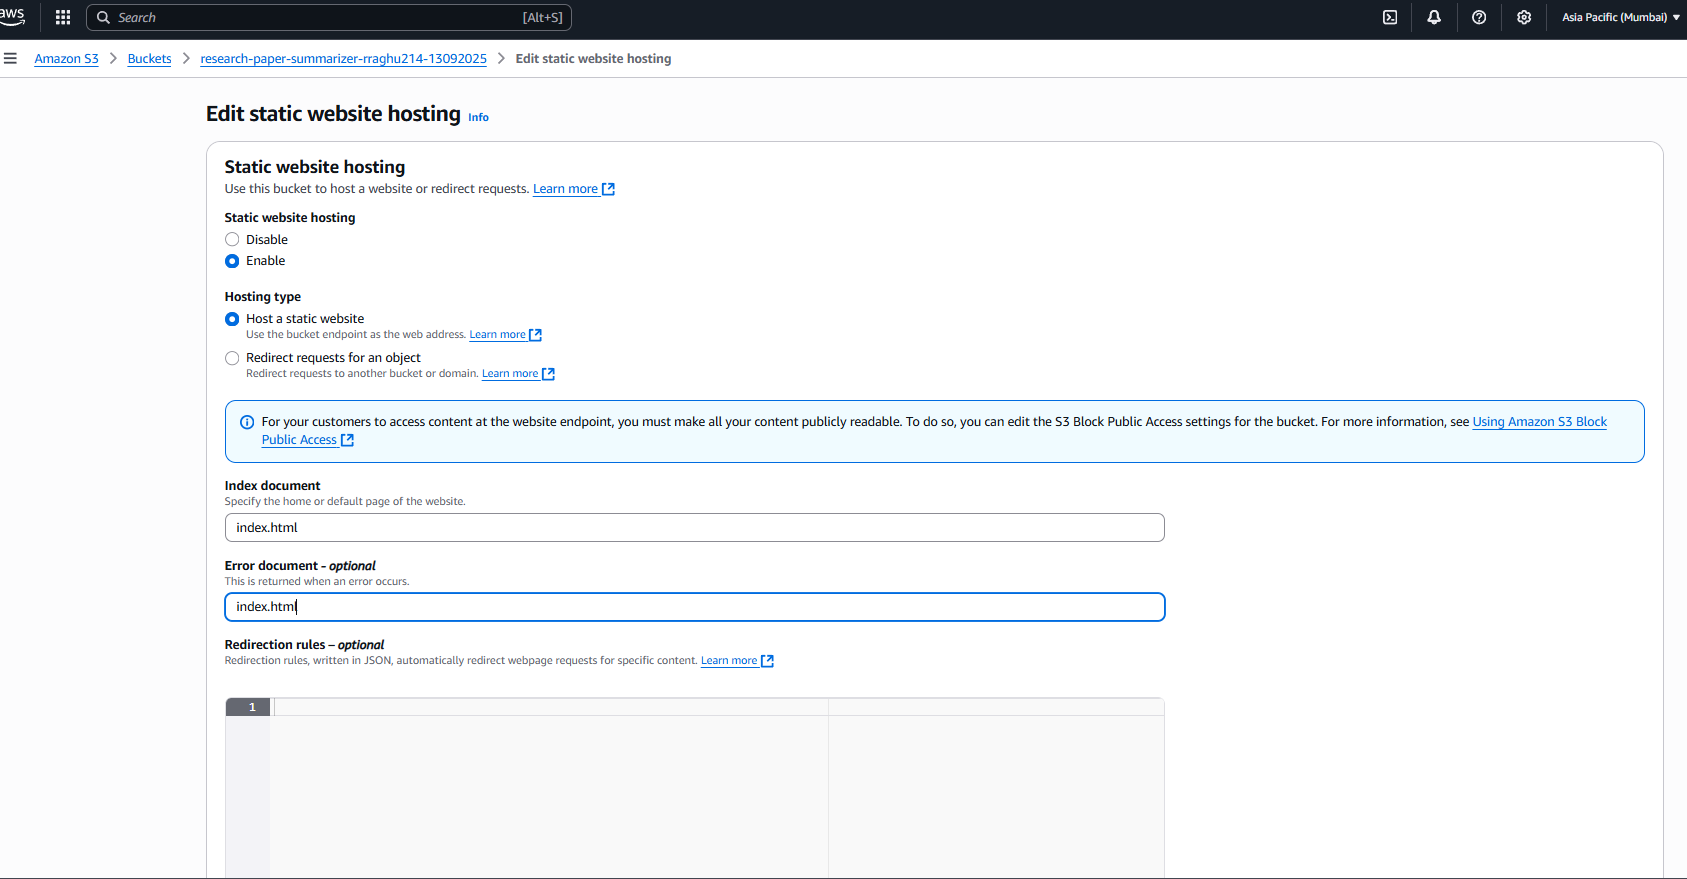 aws
Search [Alt+S]
Asia Pacific (Mumbai)
Amazon S3 > Buckets > research-paper-summarizer-rraghu214-13092025 > Edit static website hosting
Edit static website hosting Info
Static website hosting
Use this bucket to host a website or redirect requests. Learn more
Static website hosting
Disable
Enable
Hosting type
Host a static website
Use the bucket endpoint as the web address. Learn more
Redirect requests for an object
Redirect requests to another bucket or domain. Learn more
For your customers to access content at the website endpoint, you must make all your content publicly readable. To do so, you can edit the S3 Block Public Access settings for the bucket. For more information, see Using Amazon S3 Block
Public Access
Index document
Specify the home or default page of the website.
index.html
Error document - optional
This is returned when an error occurs.
index.html
Redirection rules – optional
Redirection rules, written in JSON, automatically redirect webpage requests for specific content. Learn more
1